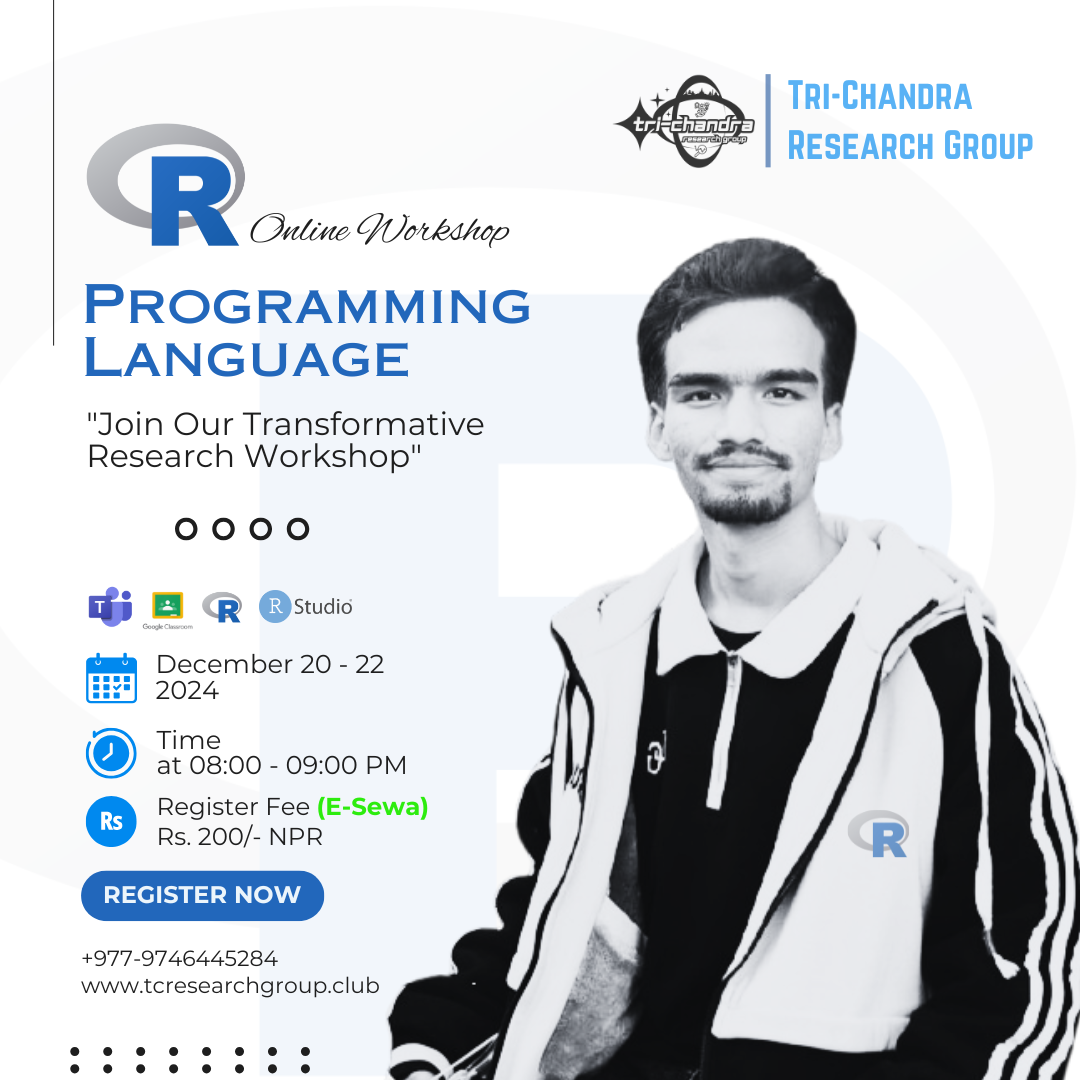 tri-chandra
research group
TRI-CHANDRA
RESEARCH GROUP
R
Online Workshop
PROGRAMMING
LANGUAGE
"Join Our Transformative
Research Workshop"
T
Google Classroom
R
R Studio
December 20 - 22
2024
Time
at 08:00 - 09:00 PM
Rs
Register Fee (E-Sewa)
Rs. 200/- NPR
R
REGISTER NOW
+977-9746445284
www.tcresearchgroup.club